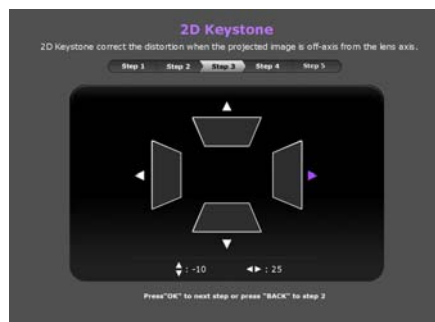 2D Keystone
2D Keystone correct the distortion when the projected image is off-axis from the lens axis.
Step 1 Step 2 Step 3 Step 4 Step 5
: -10 : 25
Press"OK" to next step or press "BACK" to step 2